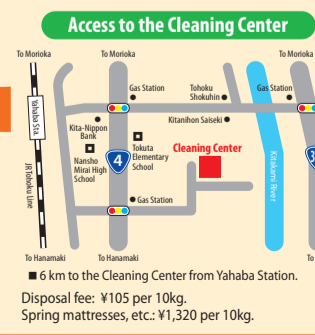 Access to the Cleaning Center
To Morioka
To Morioka
To Morioka
Gas Station
Tohoku
Shokuhin
Gas Station
Yahaba Sta.
Kita-Nippon
Bank
Kitanihon Saiseki
Nansho
Mirai High
School
4
Tokuta
Elementary
School
Cleaning Center
Kitakami River
JR Tohoku Line
Gas Station
To Hanamaki
To Hanamaki
To
■ 6 km to the Cleaning Center from Yahaba Station.
Disposal fee: ¥105 per 10kg.
Spring mattresses, etc.: ¥1,320 per 10kg.